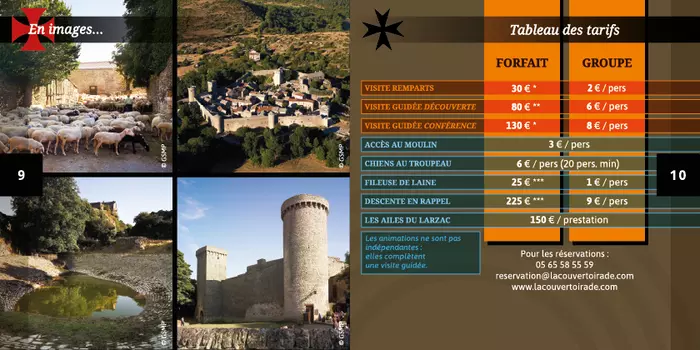 En images...
© GSMP
© GSMP
© GSMP
9
Tableau des tarifs
FORFAIT GROUPE
VISITE REMPARTS 30 € * 2 € / pers
VISITE GUIDÉE DÉCOUVERTE 80 € ** 6 € / pers
VISITE GUIDÉE CONFÉRENCE 130 € * 8 € / pers
ACCÈS AU MOULIN 3 € / pers
CHIENS AU TROUPEAU 6 € / pers (20 pers. min)
FILEUSE DE LAINE 25 € *** 1 € / pers
DESCENTE EN RAPPEL 225 € *** 9 € / pers
LES AILES DU LARZAC 150 € / prestation
Les animations ne sont pas
indépendantes :
elles complètent
une visite guidée.
Pour les réservations :
05 65 58 55 59
reservation@lacouvertoirade.com
www.lacouvertoirade.com
10